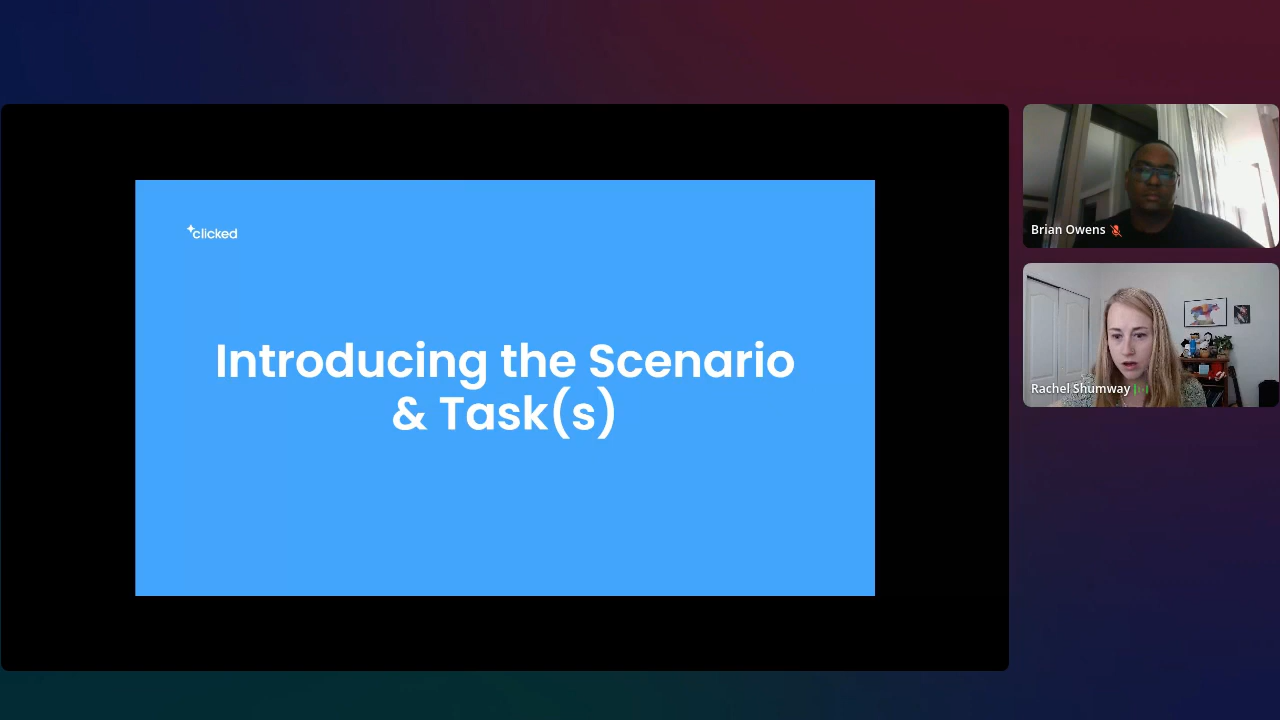 clicked
Introducing the Scenario
& Task(s)
Brian Owens
Rachel Shumway